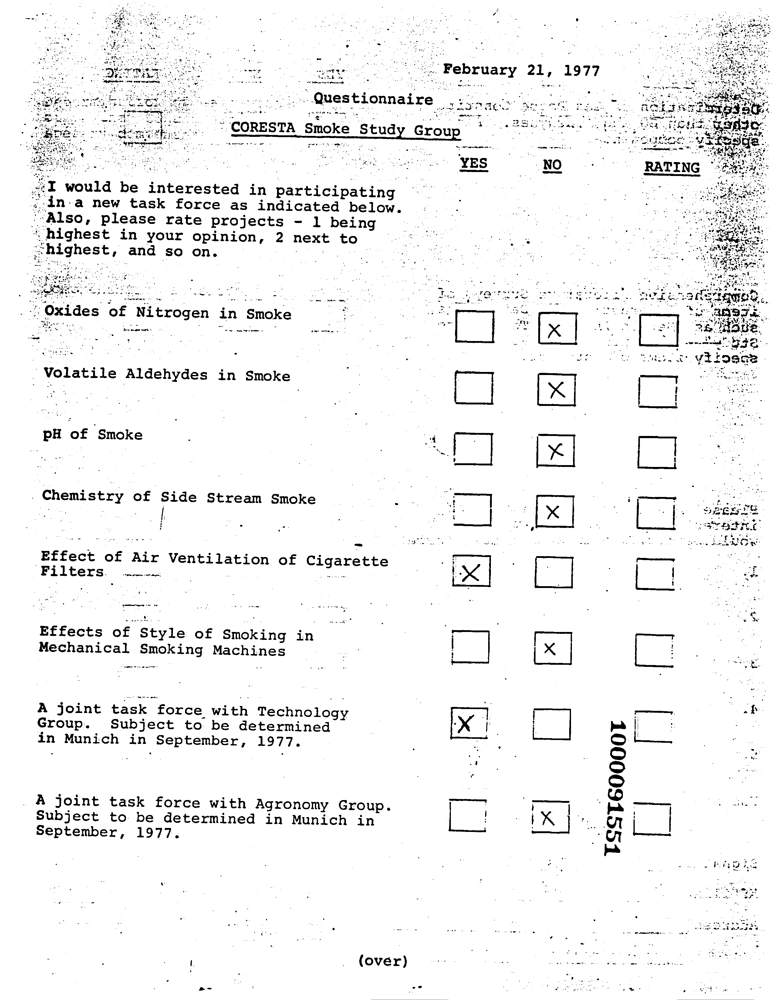 February 21, 1977
Questionnaire
CORESTA Smoke Study Group
YES NO RATING
I would be interested in participating
in a new task force as indicated below.
Also, please rate projects - 1 being
highest in your opinion, 2 next to
highest, and so on.
Oxides of Nitrogen in Smoke x
Volatile Aldehydes in Smoke x
pH of Smoke x
Chemistry of Side Stream Smoke x
Effect of Air Ventilation of Cigarette
Filters x
Effects of Style of Smoking in
Mechanical Smoking Machines x
A joint task force with Technology
Group. Subject to be determined x
in Munich in September, 1977.
A joint task force with Agronomy Group.
Subject to be determined in Munich in x
September, 1977.
1000091551
(over)